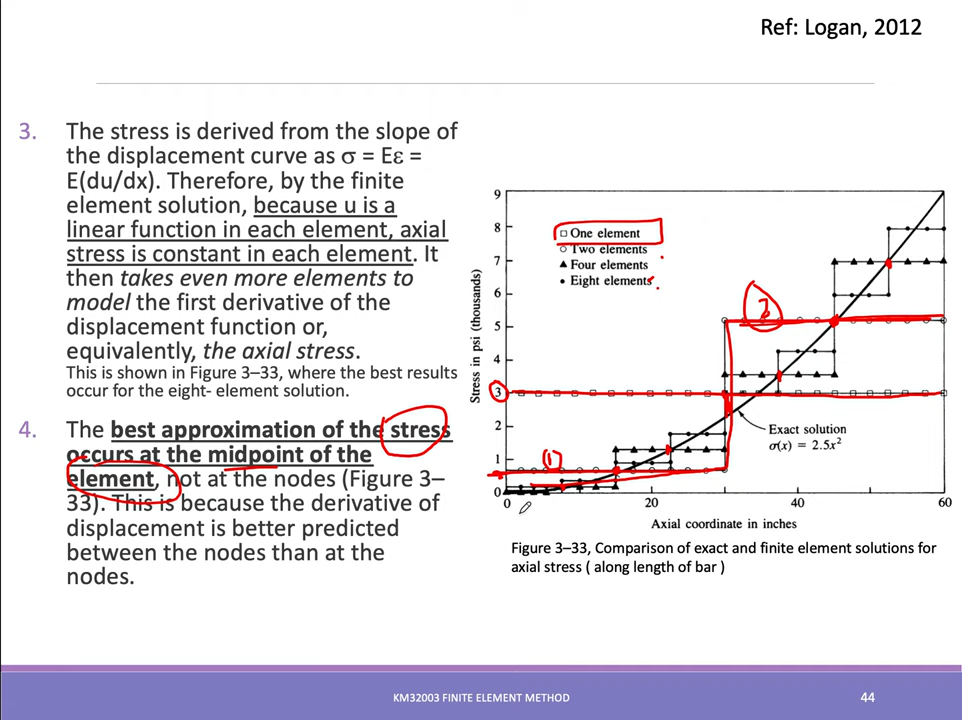 Ref: Logan, 2012
3. The stress is derived from the slope of
the displacement curve as σ = Eε =
E(du/dx). Therefore, by the finite
element solution, because u is a
linear function in each element, axial
stress is constant in each element. It
then takes even more elements to
model the first derivative of the
displacement function or,
equivalently, the axial stress.
This is shown in Figure 3–33, where the best results
occur for the eight- element solution.
4. The best approximation of the stress
occurs at the midpoint of the
element, not at the nodes (Figure 3–
33). This is because the derivative of
displacement is better predicted
between the nodes than at the
nodes.
Stress in psi (thousands)
9
8
7
6
5
4
3
2
1
0
One element
Two elements
Four elements
Eight elements
2
1
Exact solution
σ(x) = 2.5x²
0 20 40 60
Axial coordinate in inches
Figure 3–33, Comparison of exact and finite element solutions for
axial stress ( along length of bar )
KM32003 FINITE ELEMENT METHOD
44